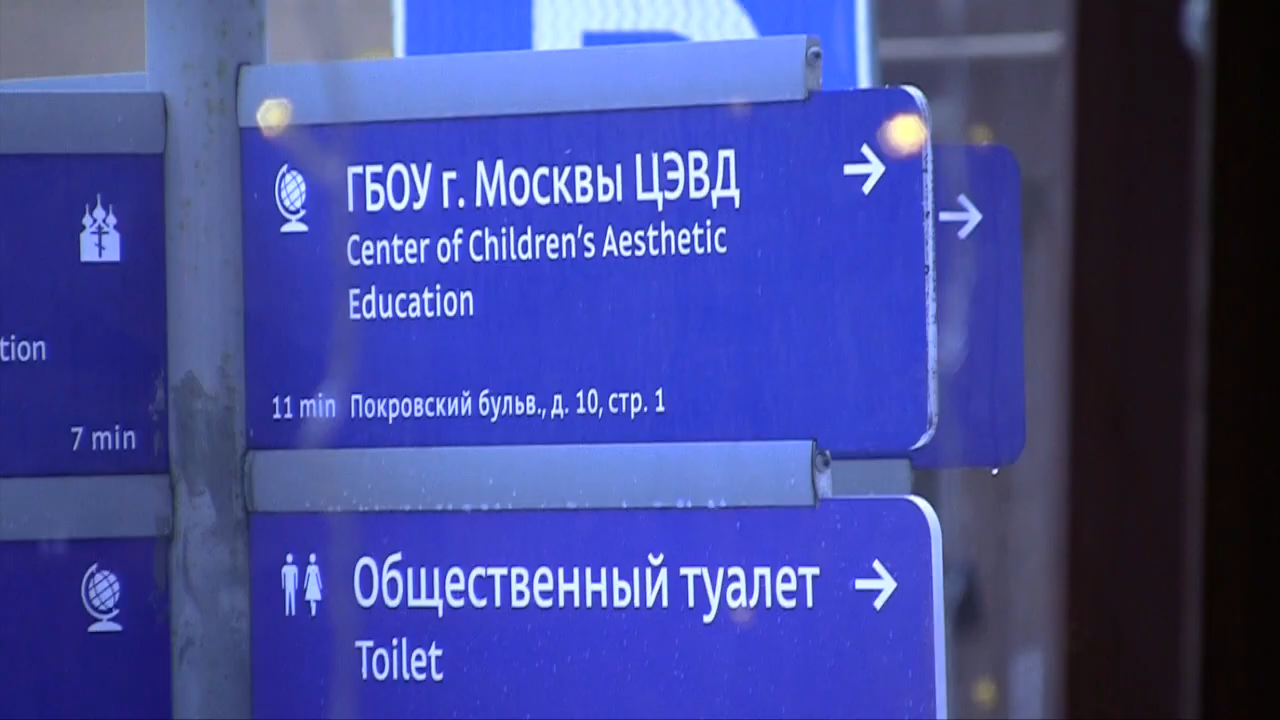 ГБОУ г. Москвы ЦЭВД
Center of Children's Aesthetic
Education
11 min Покровский бульв., д. 10, стр. 1
tion
7 min
Общественный туалет
Toilet